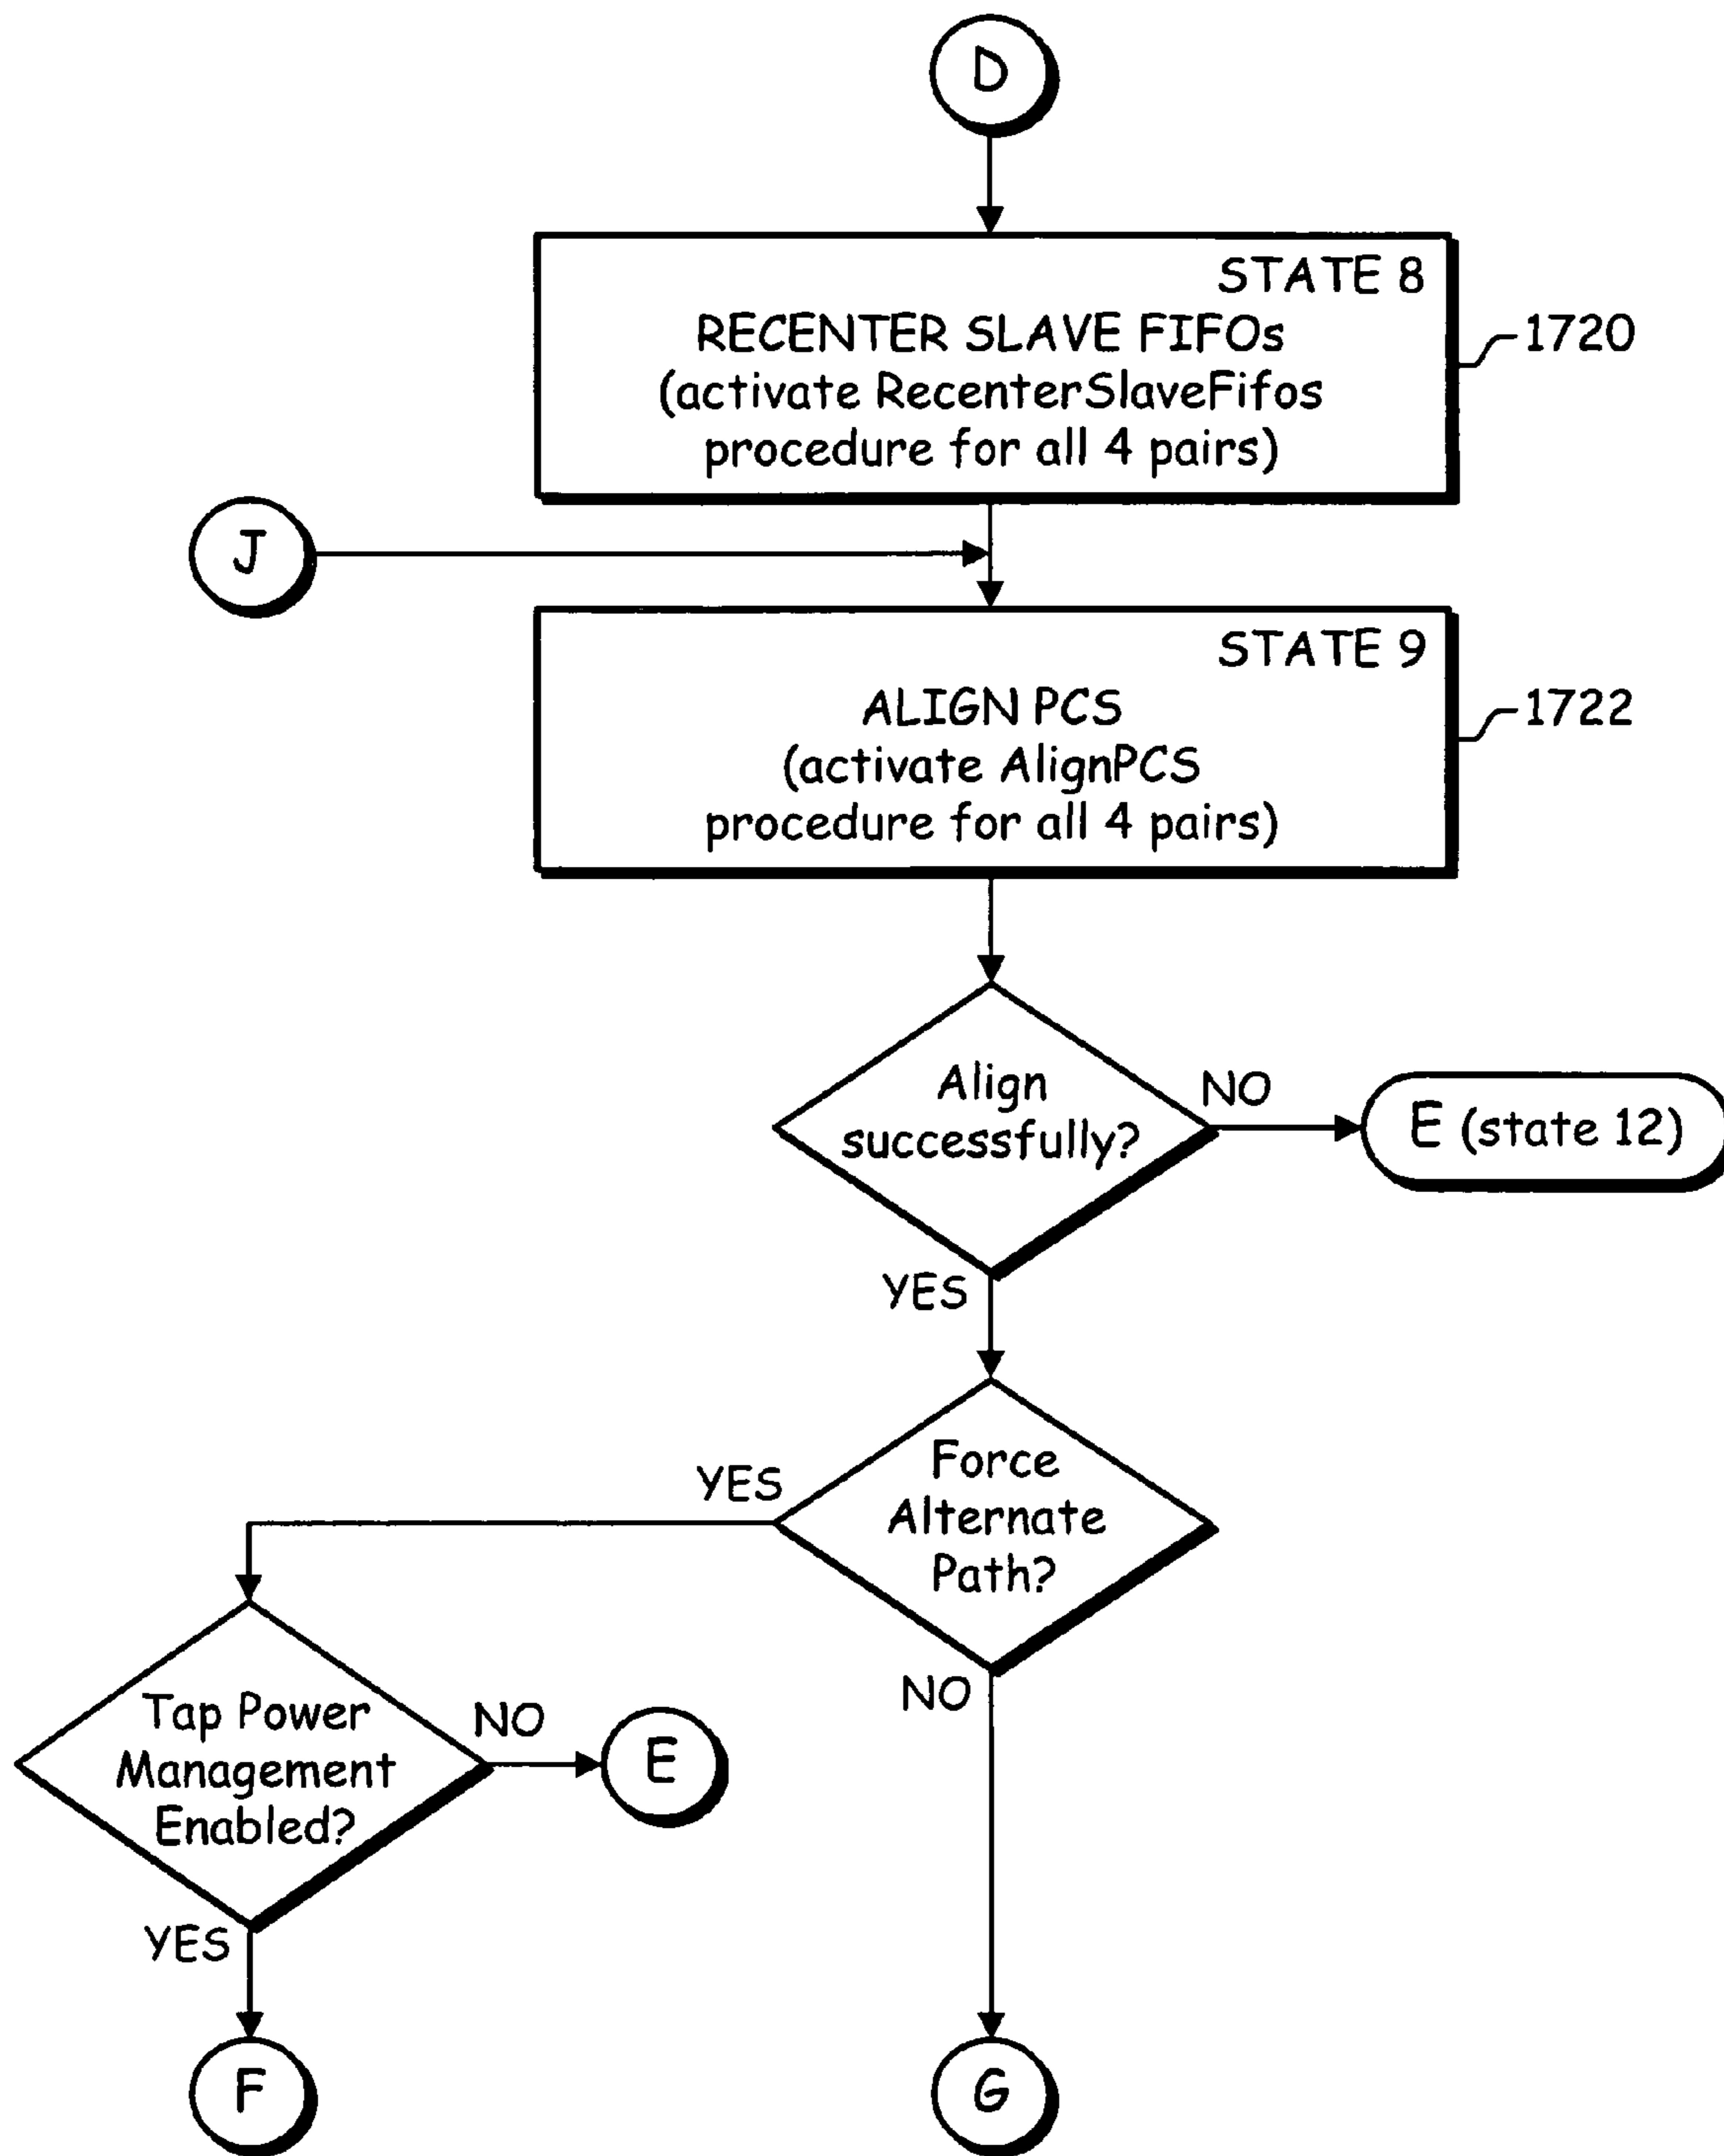 D
STATE 8
RECENTER SLAVE FIFOs
(activate RecenterSlaveFifos
procedure for all 4 pairs)
1720
J
STATE 9
ALIGN PCS
(activate AlignPCS
procedure for all 4 pairs)
1722
Align
successfully?
NO
E (state 12)
YES
Force
Alternate
Path?
YES
NO
Tap Power
Management
Enabled?
NO
E
YES
F
G